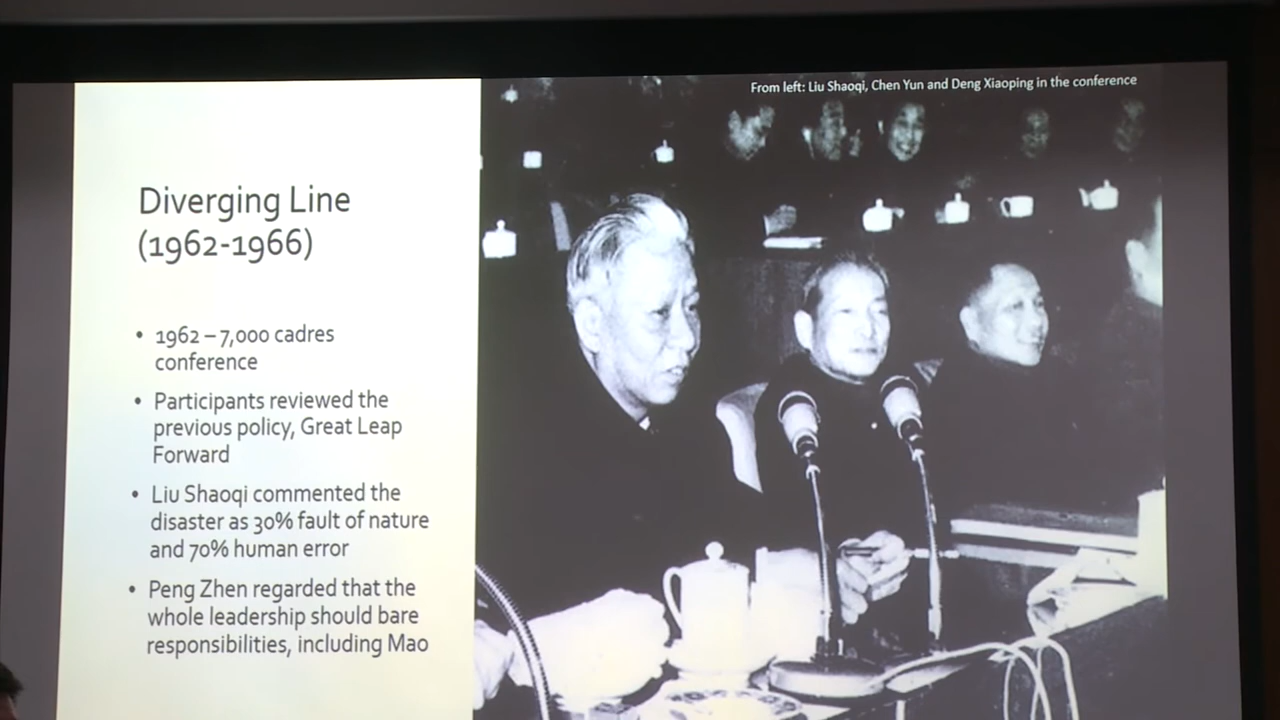 From left: Liu Shaoqi, Chen Yun and Deng Xiaoping in the conference
Diverging Line
(1962-1966)
• 1962 – 7,000 cadres
conference
• Participants reviewed the
previous policy, Great Leap
Forward
• Liu Shaoqi commented the
disaster as 30% fault of nature
and 70% human error
• Peng Zhen regarded that the
whole leadership should bare
responsibilities, including Mao